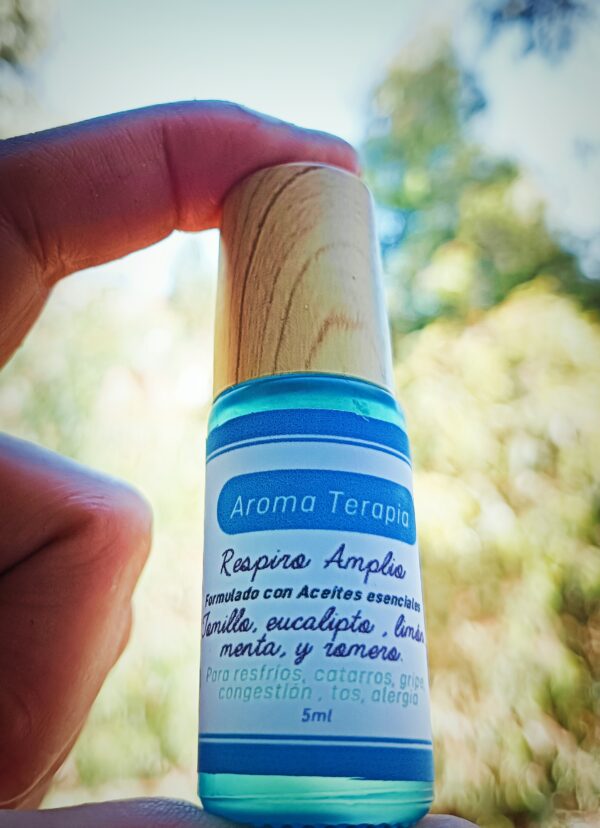 Aroma Terapia
Respiro Amplio
Formulado con Aceites esenciales
Tomillo, eucalipto , limón
menta, y romero.
Para resfríos, catarros, gripe,
congestión , tos, alergia
5ml